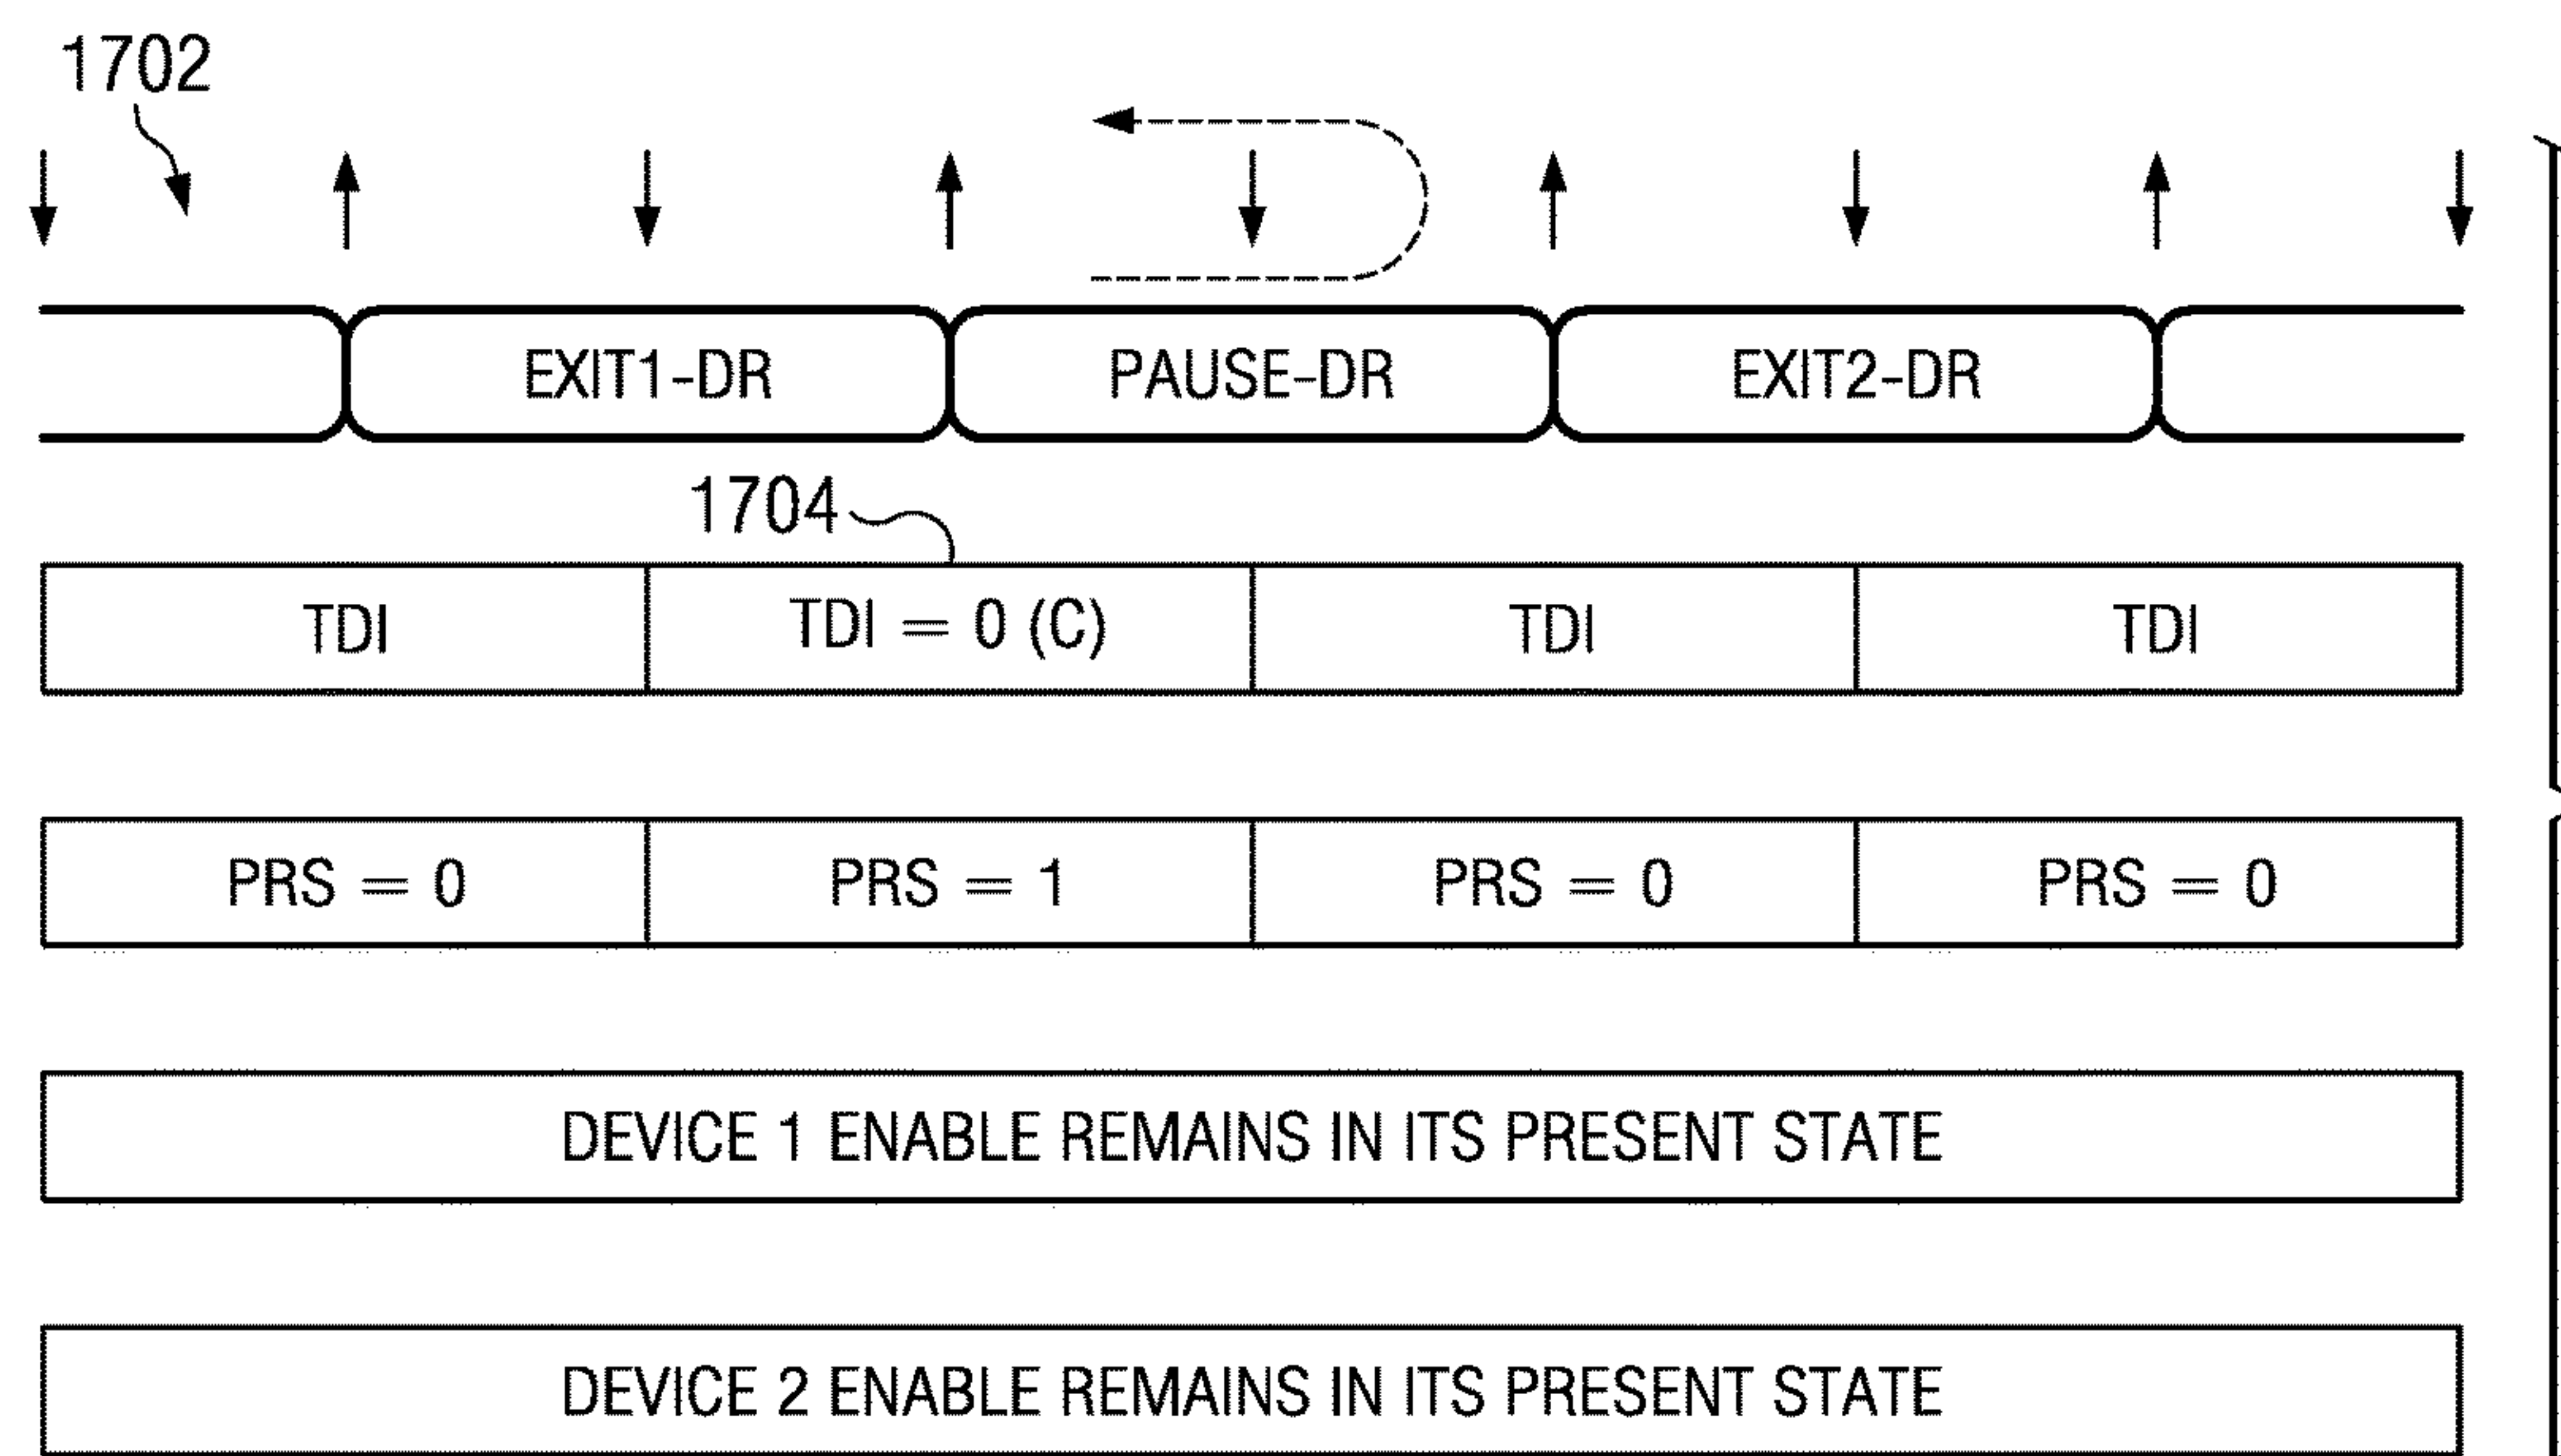 1702
EXIT1-DR PAUSE-DR EXIT2-DR
1704
TDI TDI = 0 (C) TDI TDI
PRS = 0 PRS = 1 PRS = 0 PRS = 0
DEVICE 1 ENABLE REMAINS IN ITS PRESENT STATE
DEVICE 2 ENABLE REMAINS IN ITS PRESENT STATE